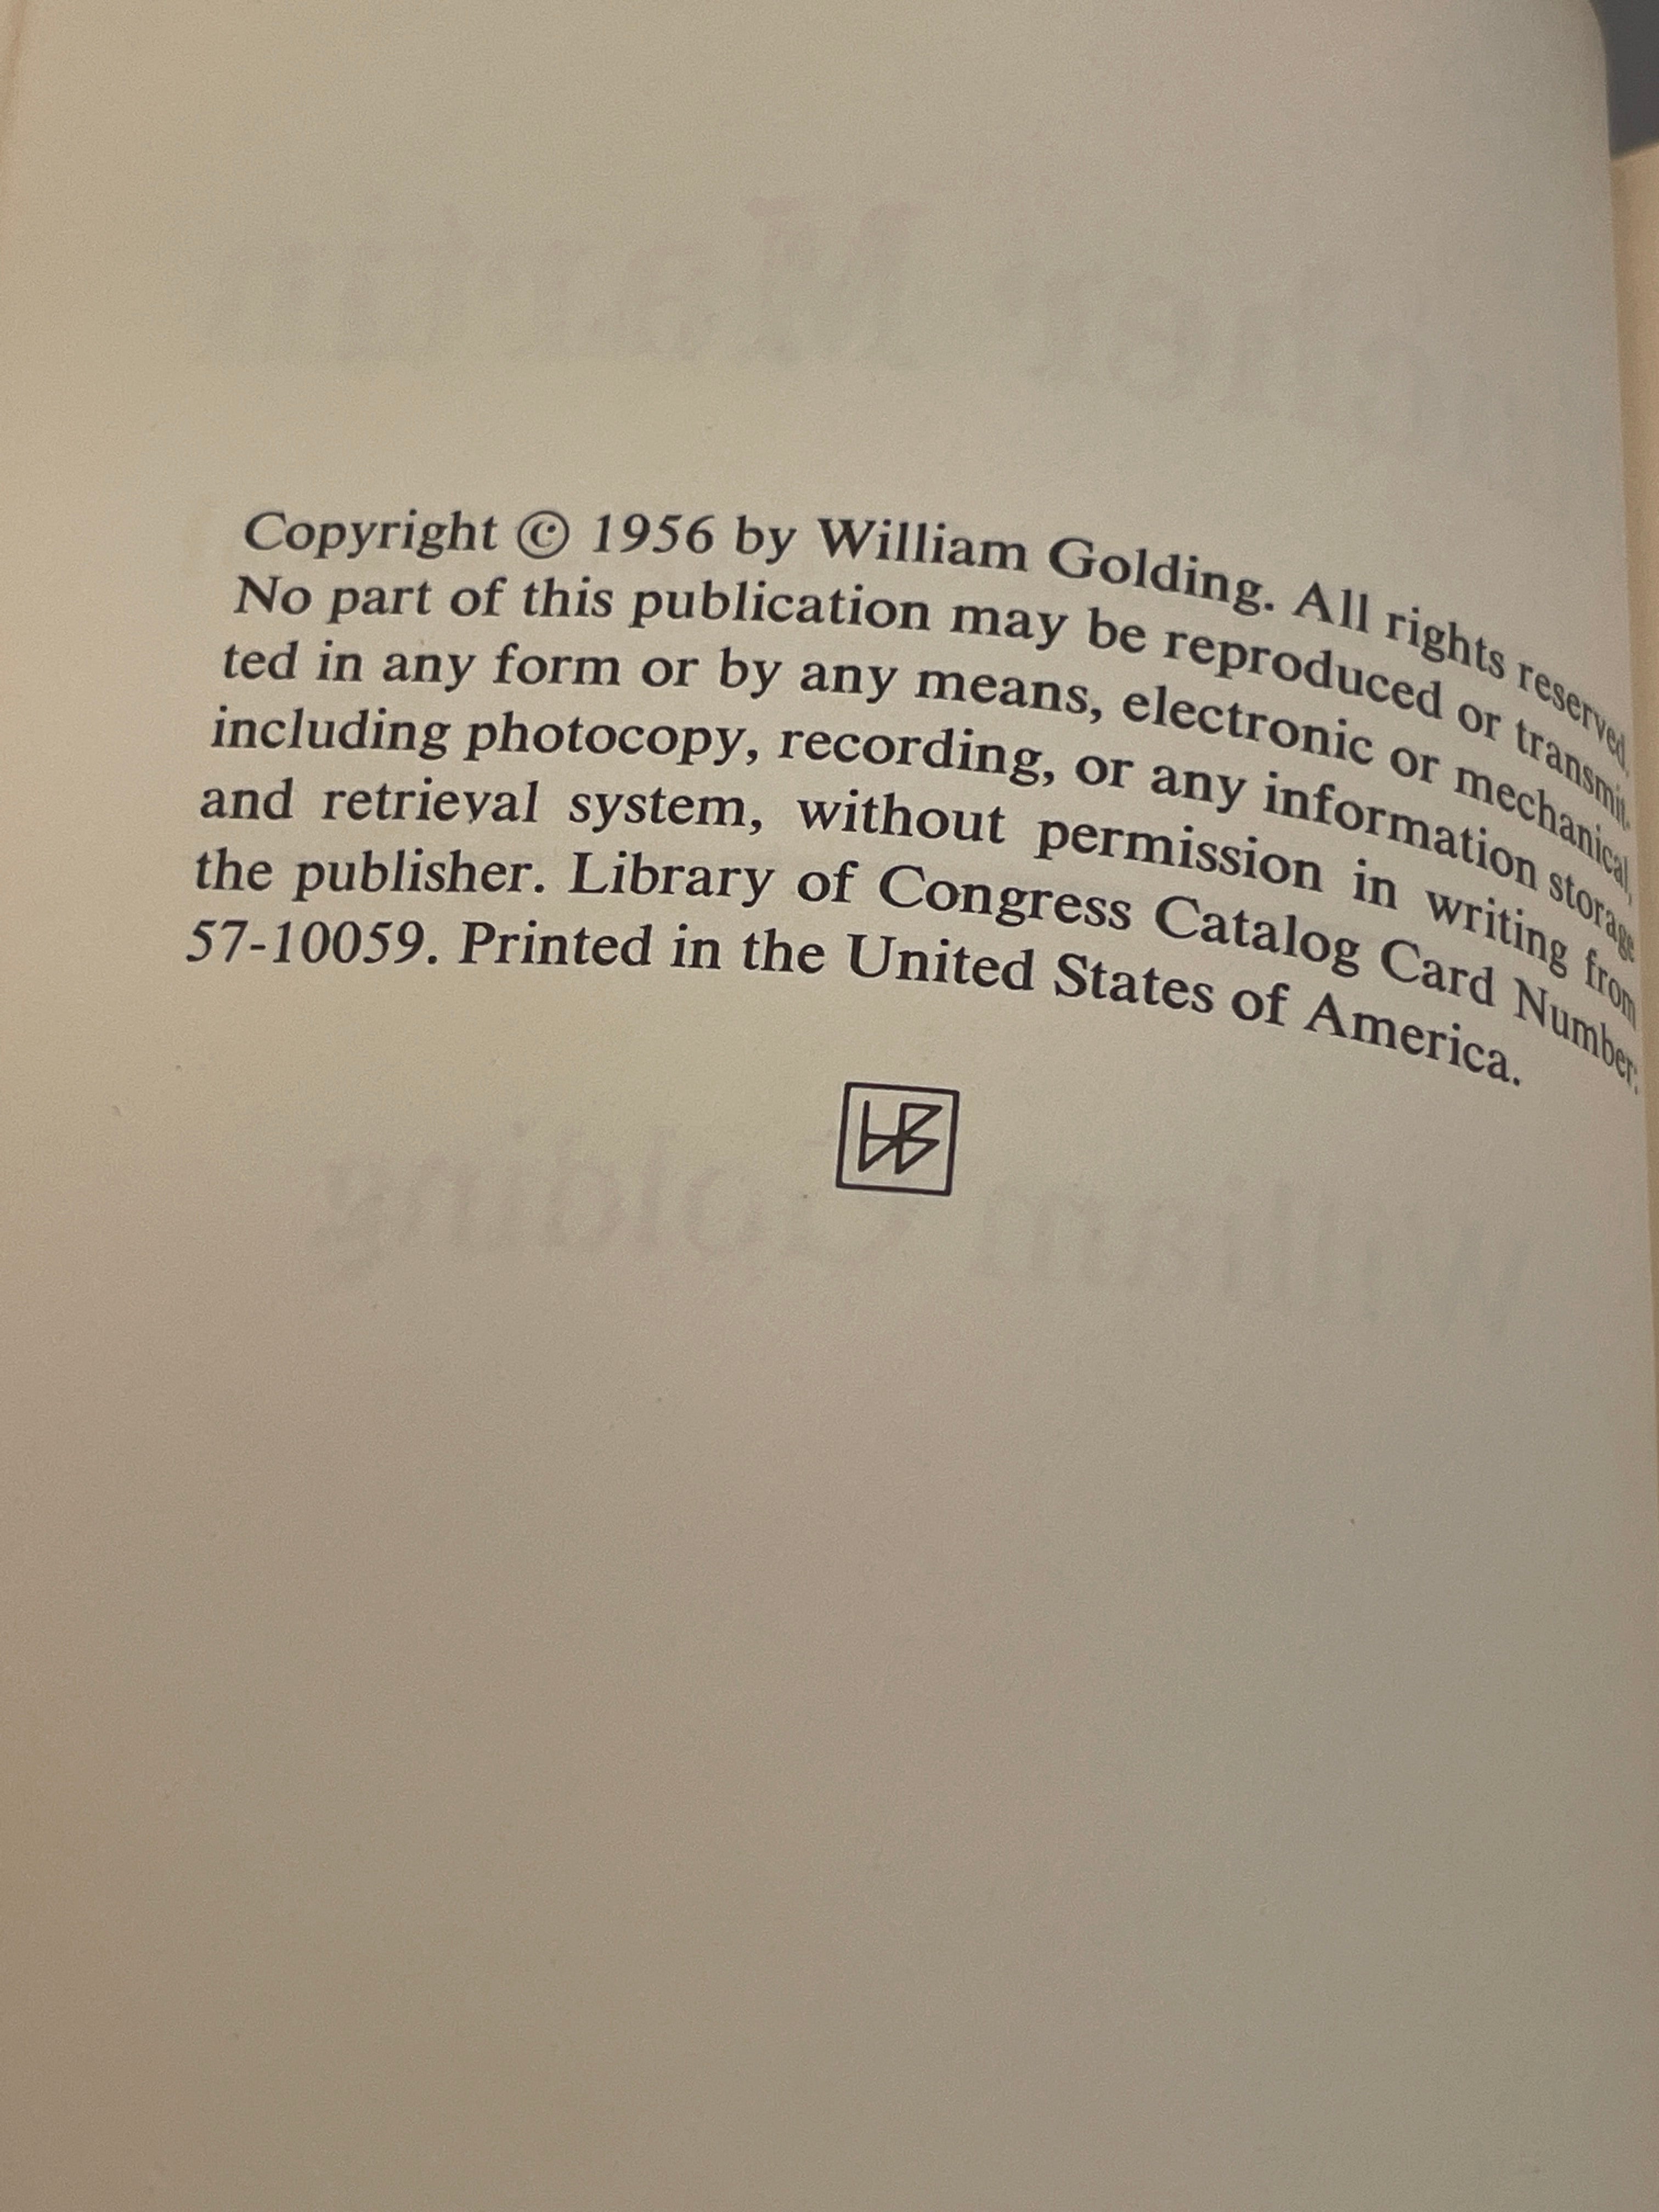 Copyright © 1956 by William Golding. All rights reserved.
No part of this publication may be reproduced or transmit-
ted in any form or by any means, electronic or mechanical,
including photocopy, recording, or any information storage
and retrieval system, without permission in writing from
the publisher. Library of Congress Catalog Card Number:
57-10059. Printed in the United States of America.
HB
William Golding